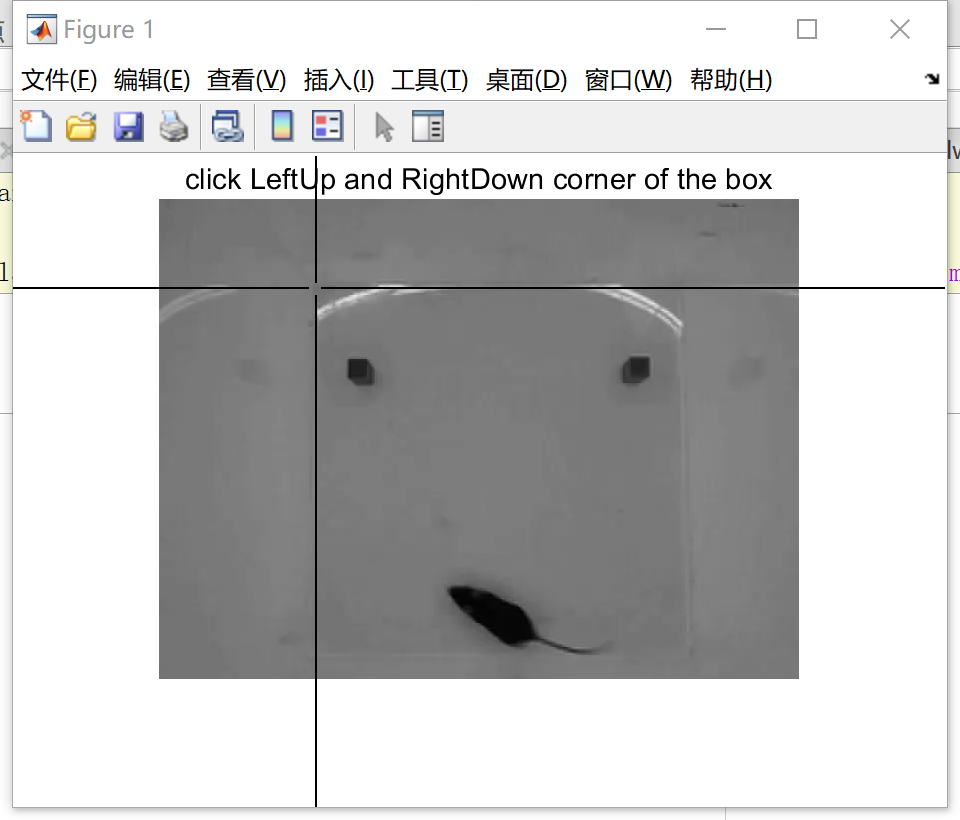 Figure 1
文件(F) 编辑(E) 查看(V) 插入(I) 工具(T) 桌面(D) 窗口(W) 帮助(H)
click LeftUp and RightDown corner of the box